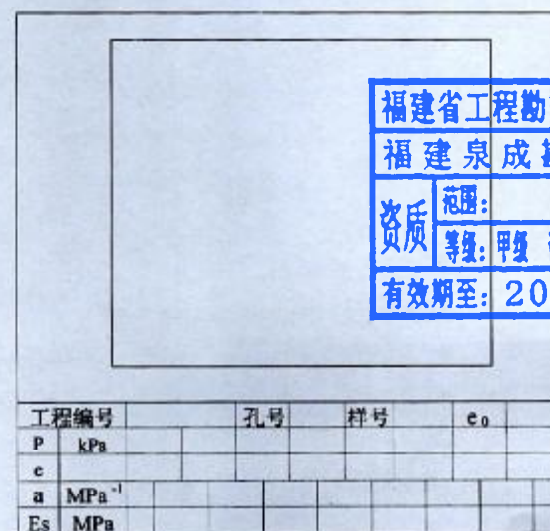 福建省工程勘
福建泉成勘
资质 范围:
等级: 甲级
有效期至: 20
工程编号 孔号 样号 e₀
P kPa
e
a MPa⁻¹
Es MPa